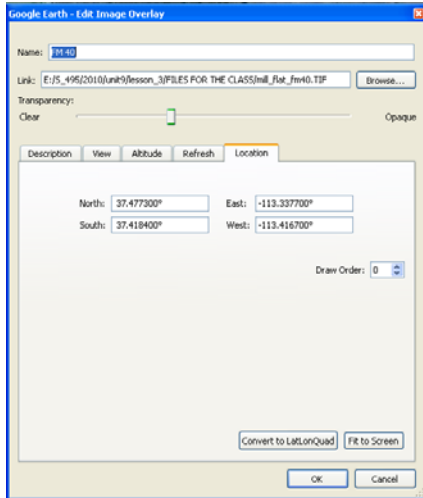 Google Earth - Edit Image Overlay
Name: FM 40
Link: E:/S_495/2010/unit9/lesson_3/FILES FOR THE CLASS/mill_flat_fm40.TIF Browse...
Transparency:
Clear Opaque
Description View Altitude Refresh Location
North: 37.477300° East: -113.337700°
South: 37.418400° West: -113.416700°
Draw Order: 0
Convert to LatLonQuad Fit to Screen
OK Cancel